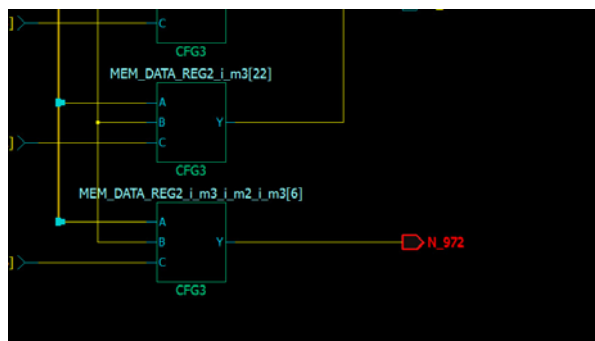 ]
C
CFG3
MEM_DATA_REG2_i_m3[22]
A
B
Y
]
C
CFG3
MEM_DATA_REG2_i_m3_i_m2_i_m3[6]
A
B
Y
N_972
]
C
CFG3